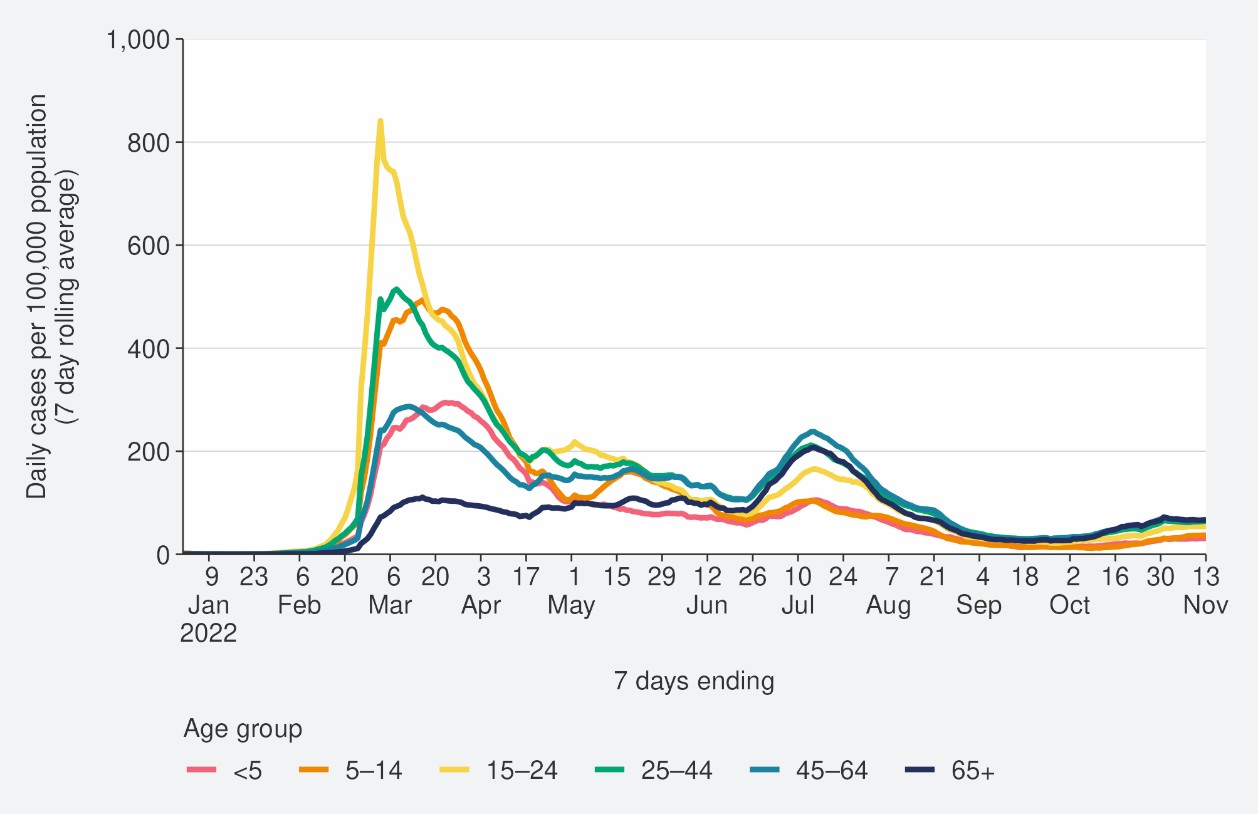 Daily cases per 100,000 population
(7 day rolling average)
1,000
800
600
400
200
0
9 23 6 20 6 20 3 17 1 15 29 12 26 10 24 7 21 4 18 2 16 30 13
Jan Feb Mar Apr May Jun Jul Aug Sep Oct Nov
2022
7 days ending
Age group
<5 5–14 15–24 25–44 45–64 65+